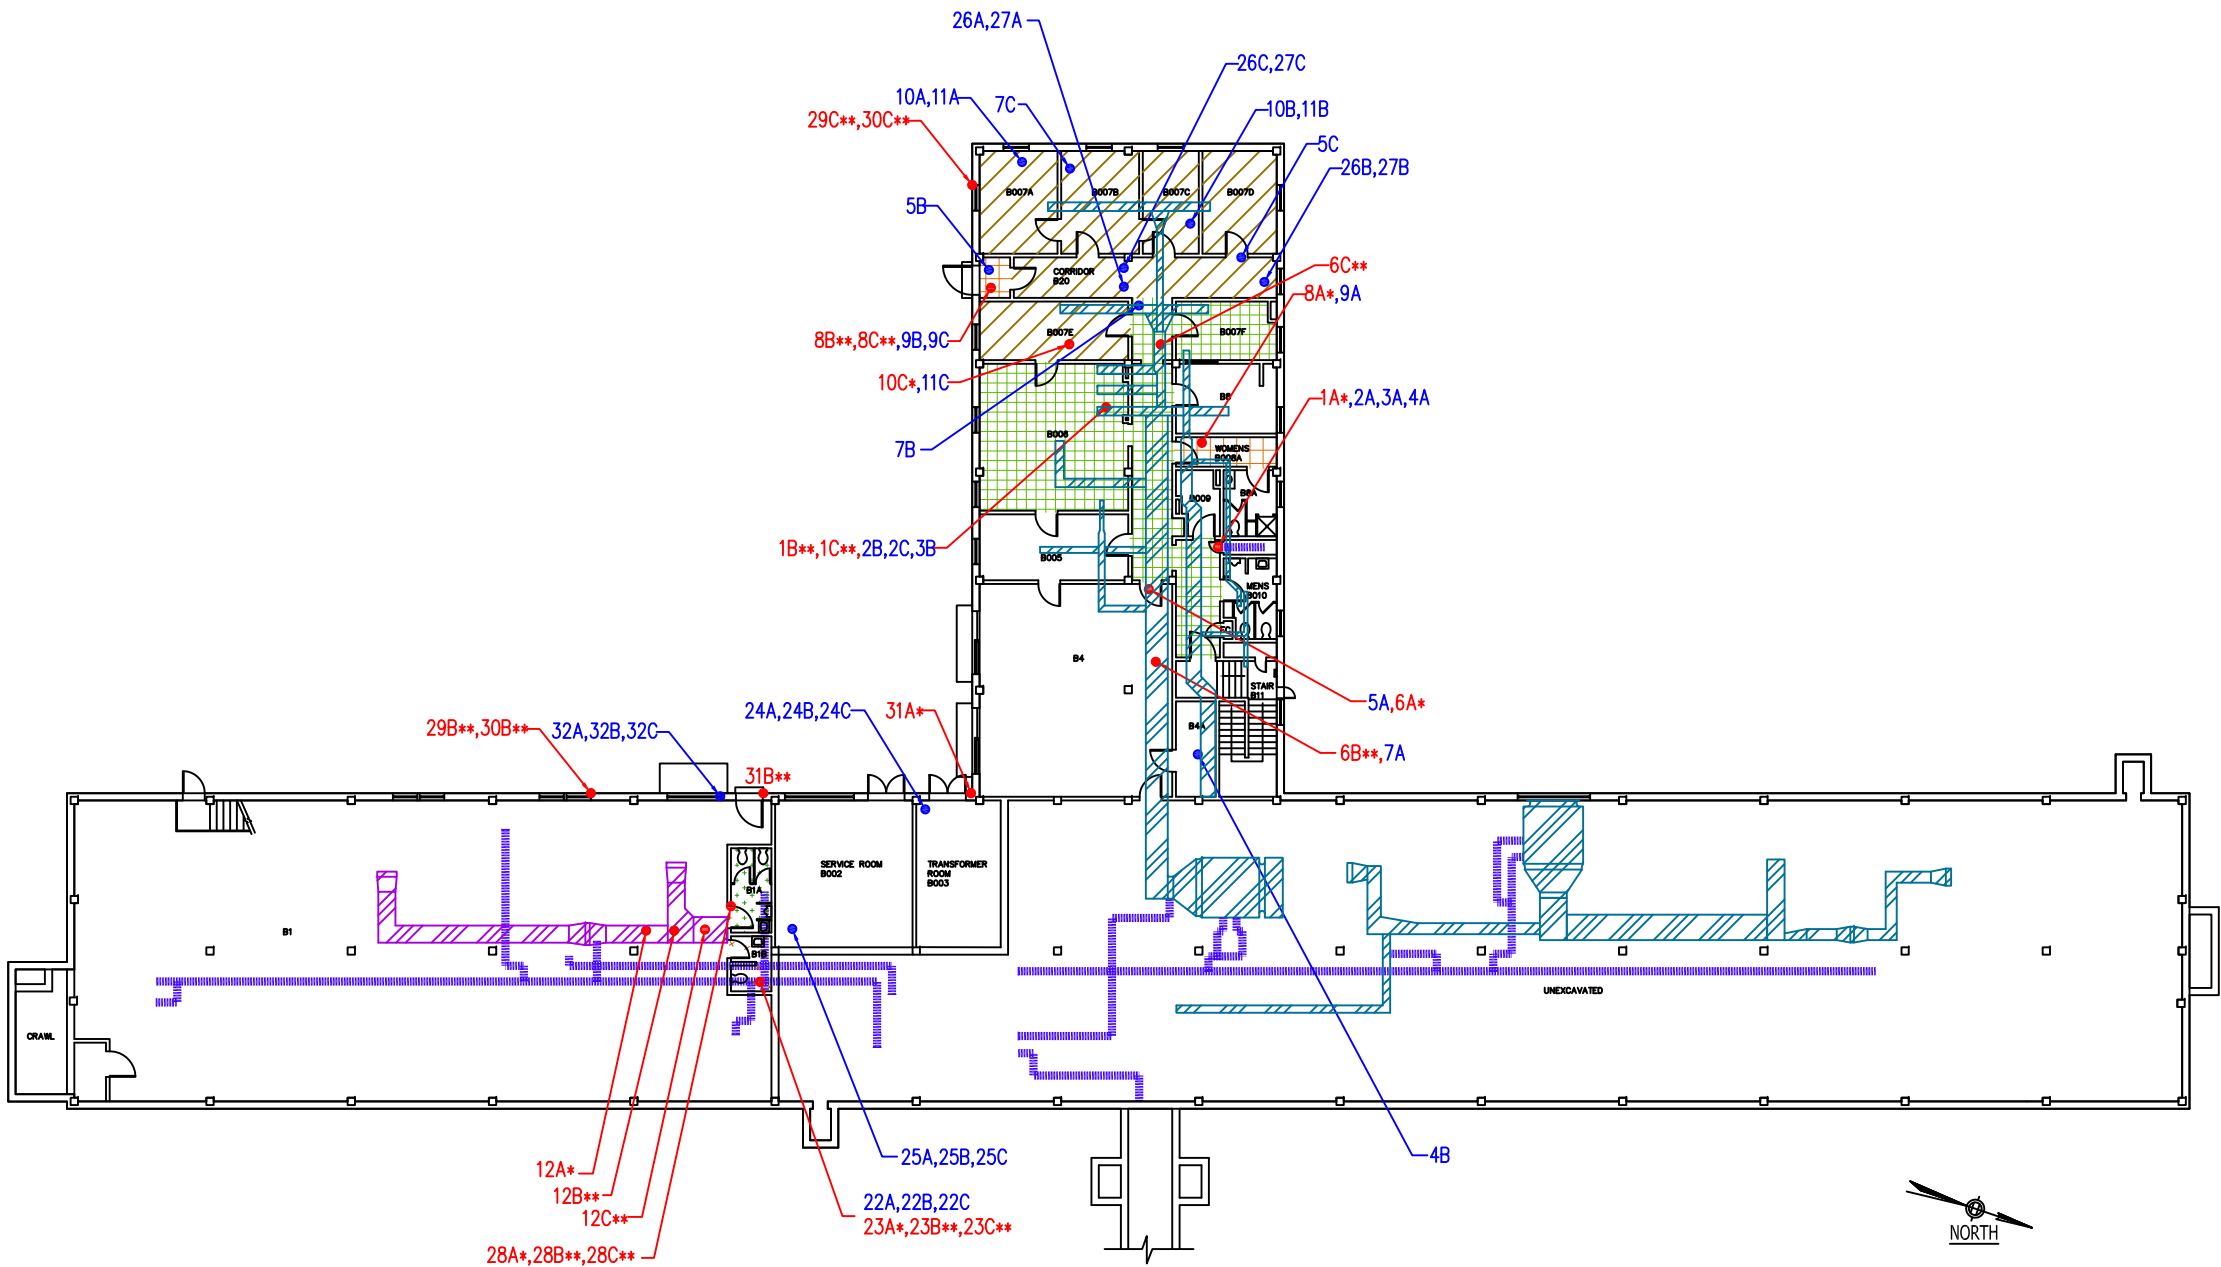 26A,27A
26C,27C
10A,11A
7C
10B,11B
29C**,30C**
5C
26B,27B
B007A
B007B
B007C
B007D
5B
CORRIDOR
B20
6C**
8A*,9A
B007E
B007F
8B**,8C**,9B,9C
10C*,11C
B8
1A*,2A,3A,4A
B006
7B
WOMENS
B008A
B009
B8A
1B**,1C**,2B,2C,3B
B005
MENS
B010
EC
B4
STAIR
B11
5A,6A*
24A,24B,24C
31A*
29B**,30B**
32A,32B,32C
B4A
6B**,7A
31B**
SERVICE ROOM
B002
TRANSFORMER
ROOM
B003
B1A
B1
B1B
UNEXCAVATED
CRAWL
25A,25B,25C
4B
12A*
12B**
22A,22B,22C
12C**
23A*,23B**,23C**
28A*,28B**,28C**
NORTH